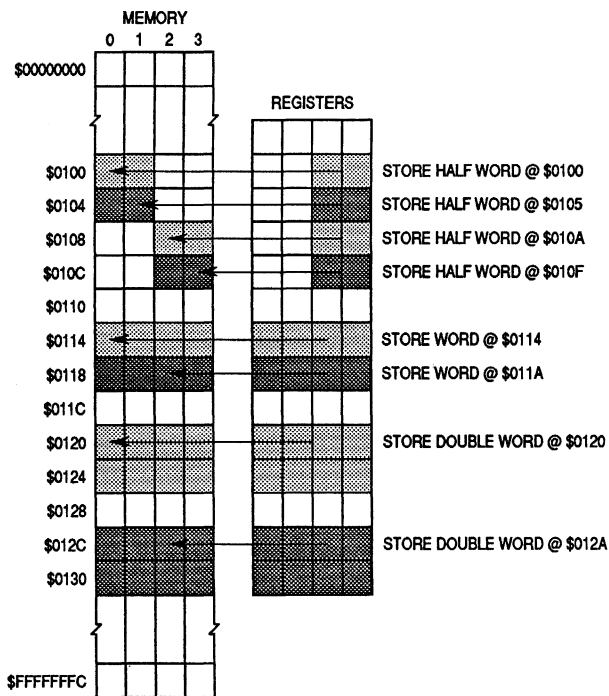 MEMORY
0 1 2 3
$00000000
REGISTERS
$0100 STORE HALF WORD @ $0100
$0104 STORE HALF WORD @ $0105
$0108 STORE HALF WORD @ $010A
$010C STORE HALF WORD @ $010F
$0110
$0114 STORE WORD @ $0114
$0118 STORE WORD @ $011A
$011C
$0120 STORE DOUBLE WORD @ $0120
$0124
$0128
$012C STORE DOUBLE WORD @ $012A
$0130
$FFFFFFFC